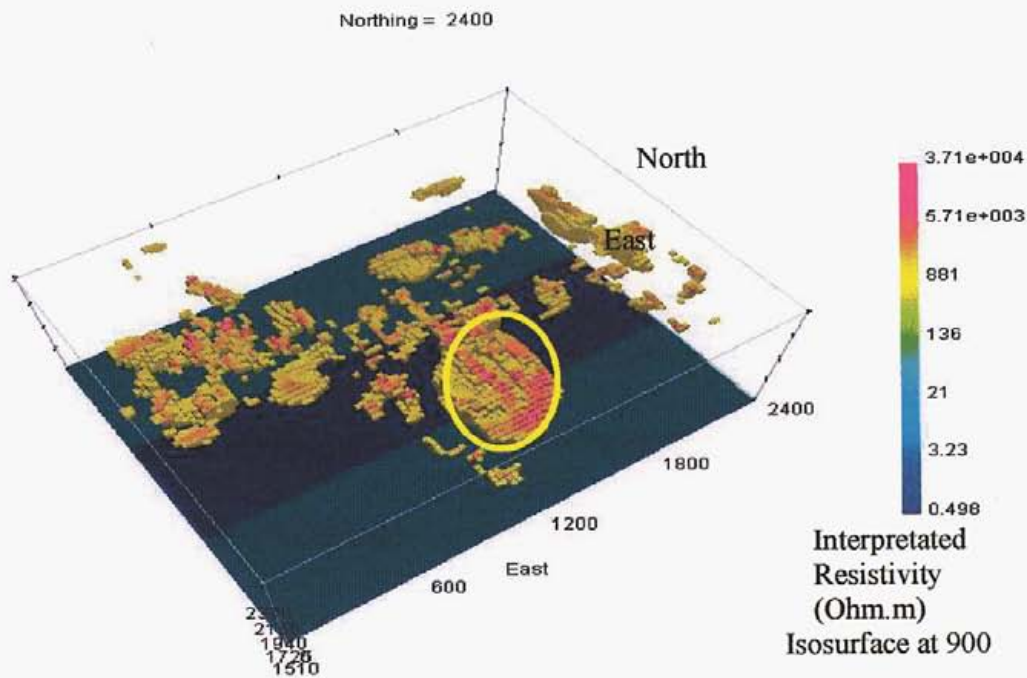 Northing = 2400
North
East
3.71e+004
5.71e+003
881
136
21
3.23
0.498
2400
1800
1200
600
East
1940
1725
1510
Interpretated
Resistivity
(Ohm.m)
Isosurface at 900